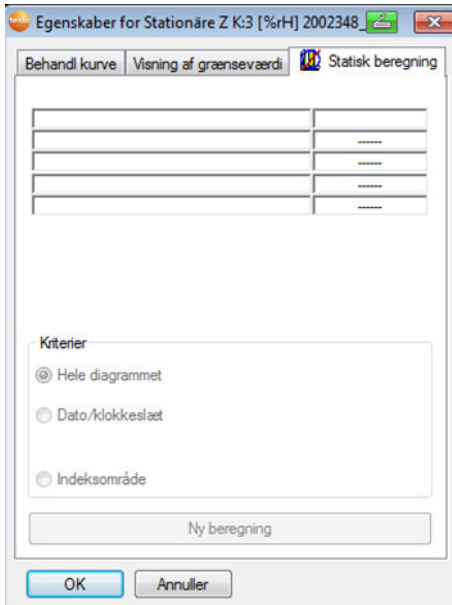 Egenskaber for Stationäre Z K:3 [%rH] 2002348_
Behandl kurve
Visning af grænseværdi
Statisk beregning
------
------
------
------
Kriterier
Hele diagrammet
Dato/klokkeslæt
Indeksområde
Ny beregning
OK
Annuller